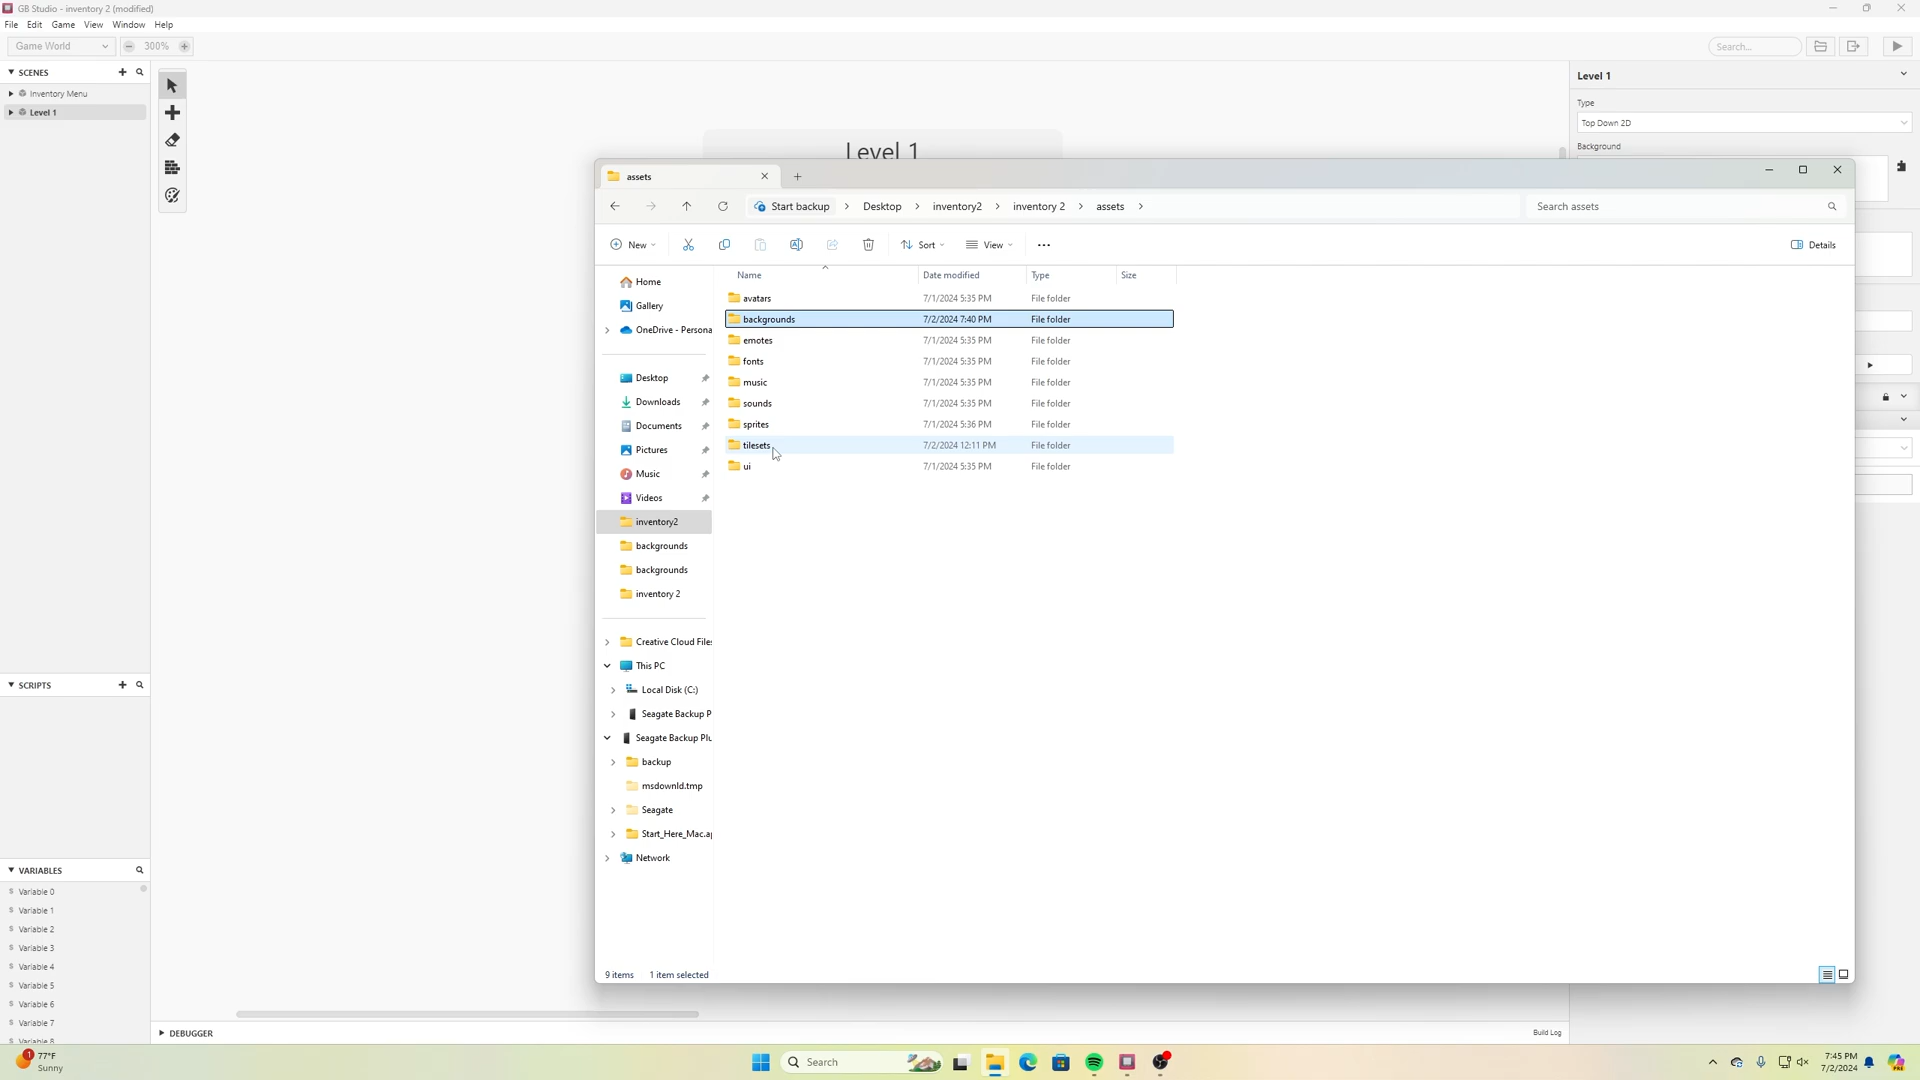 GB Studio - inventory 2 (modified)
File Edit Game View Window Help
Game World 300% Search...
SCENES
Inventory Menu
Level 1
SCRIPTS
VARIABLES
$ Variable 0
$ Variable 1
$ Variable 2
$ Variable 3
$ Variable 4
$ Variable 5
$ Variable 6
$ Variable 7
$ Variable 8
Level 1
DEBUGGER
Build Log
Level 1
Type
Top Down 2D
Background
assets
Start backup > Desktop > inventory2 > inventory 2 > assets >
Search assets
New Sort View Details
Home
Gallery
OneDrive - Persona
Desktop
Downloads
Documents
Pictures
Music
Videos
inventory2
backgrounds
backgrounds
inventory 2
Creative Cloud Files
This PC
Local Disk (C:)
Seagate Backup P
Seagate Backup Plu
backup
msdownld.tmp
Seagate
Start_Here_Mac.ap
Network
Name Date modified Type Size
avatars 7/1/2024 5:35 PM File folder
backgrounds 7/2/2024 7:40 PM File folder
emotes 7/1/2024 5:35 PM File folder
fonts 7/1/2024 5:35 PM File folder
music 7/1/2024 5:35 PM File folder
sounds 7/1/2024 5:35 PM File folder
sprites 7/1/2024 5:36 PM File folder
tilesets 7/2/2024 12:11 PM File folder
ui 7/1/2024 5:35 PM File folder
9 items 1 item selected
1
77°F
Sunny
Search
7:45 PM
7/2/2024
PRE